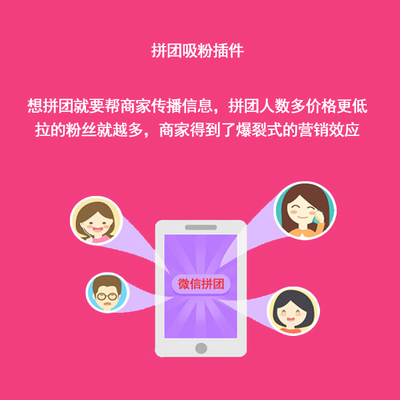 拼团吸粉插件
想拼团就要帮商家传播信息，拼团人数多价格更低
拉的粉丝就越多，商家得到了爆裂式的营销效应
微信拼团